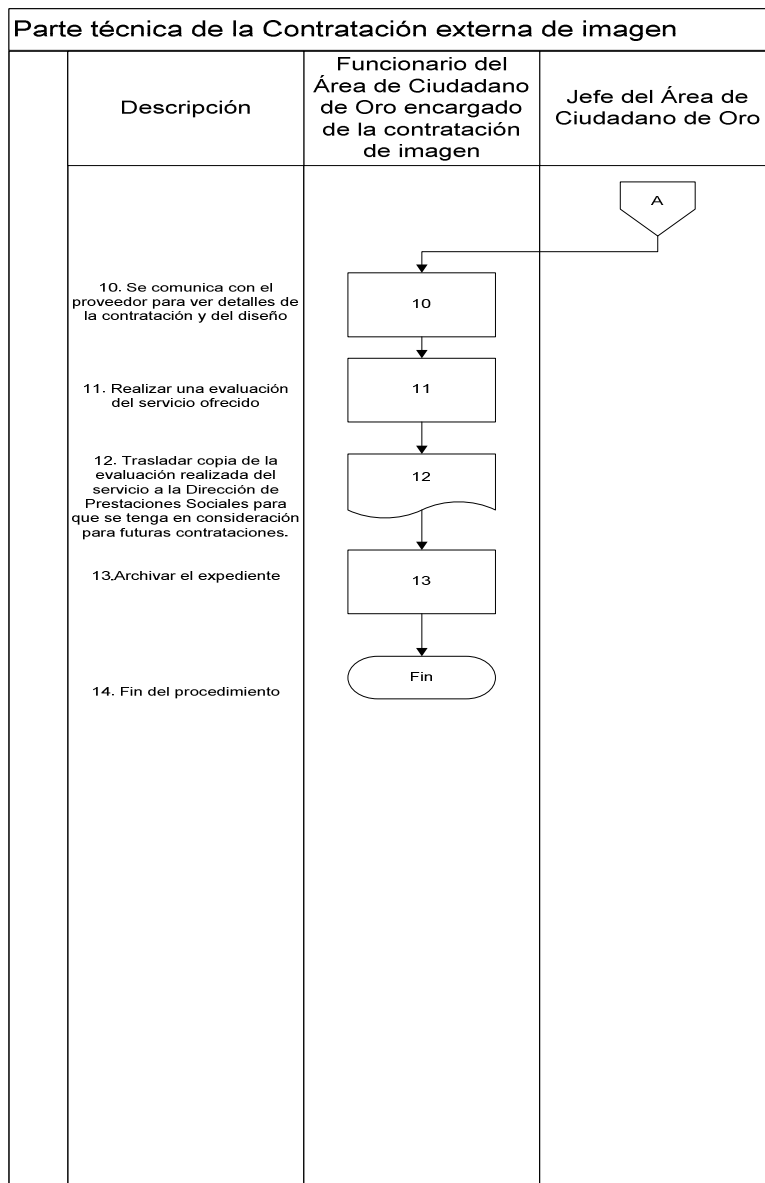 Parte técnica de la Contratación externa de imagen
Descripción
Funcionario del
Área de Ciudadano
de Oro encargado
de la contratación
de imagen
Jefe del Área de
Ciudadano de Oro
A
10. Se comunica con el
proveedor para ver detalles de
la contratación y del diseño
10
11. Realizar una evaluación
del servicio ofrecido
11
12. Trasladar copia de la
evaluación realizada del
servicio a la Dirección de
Prestaciones Sociales para
que se tenga en consideración
para futuras contrataciones.
12
13.Archivar el expediente
13
14. Fin del procedimiento
Fin